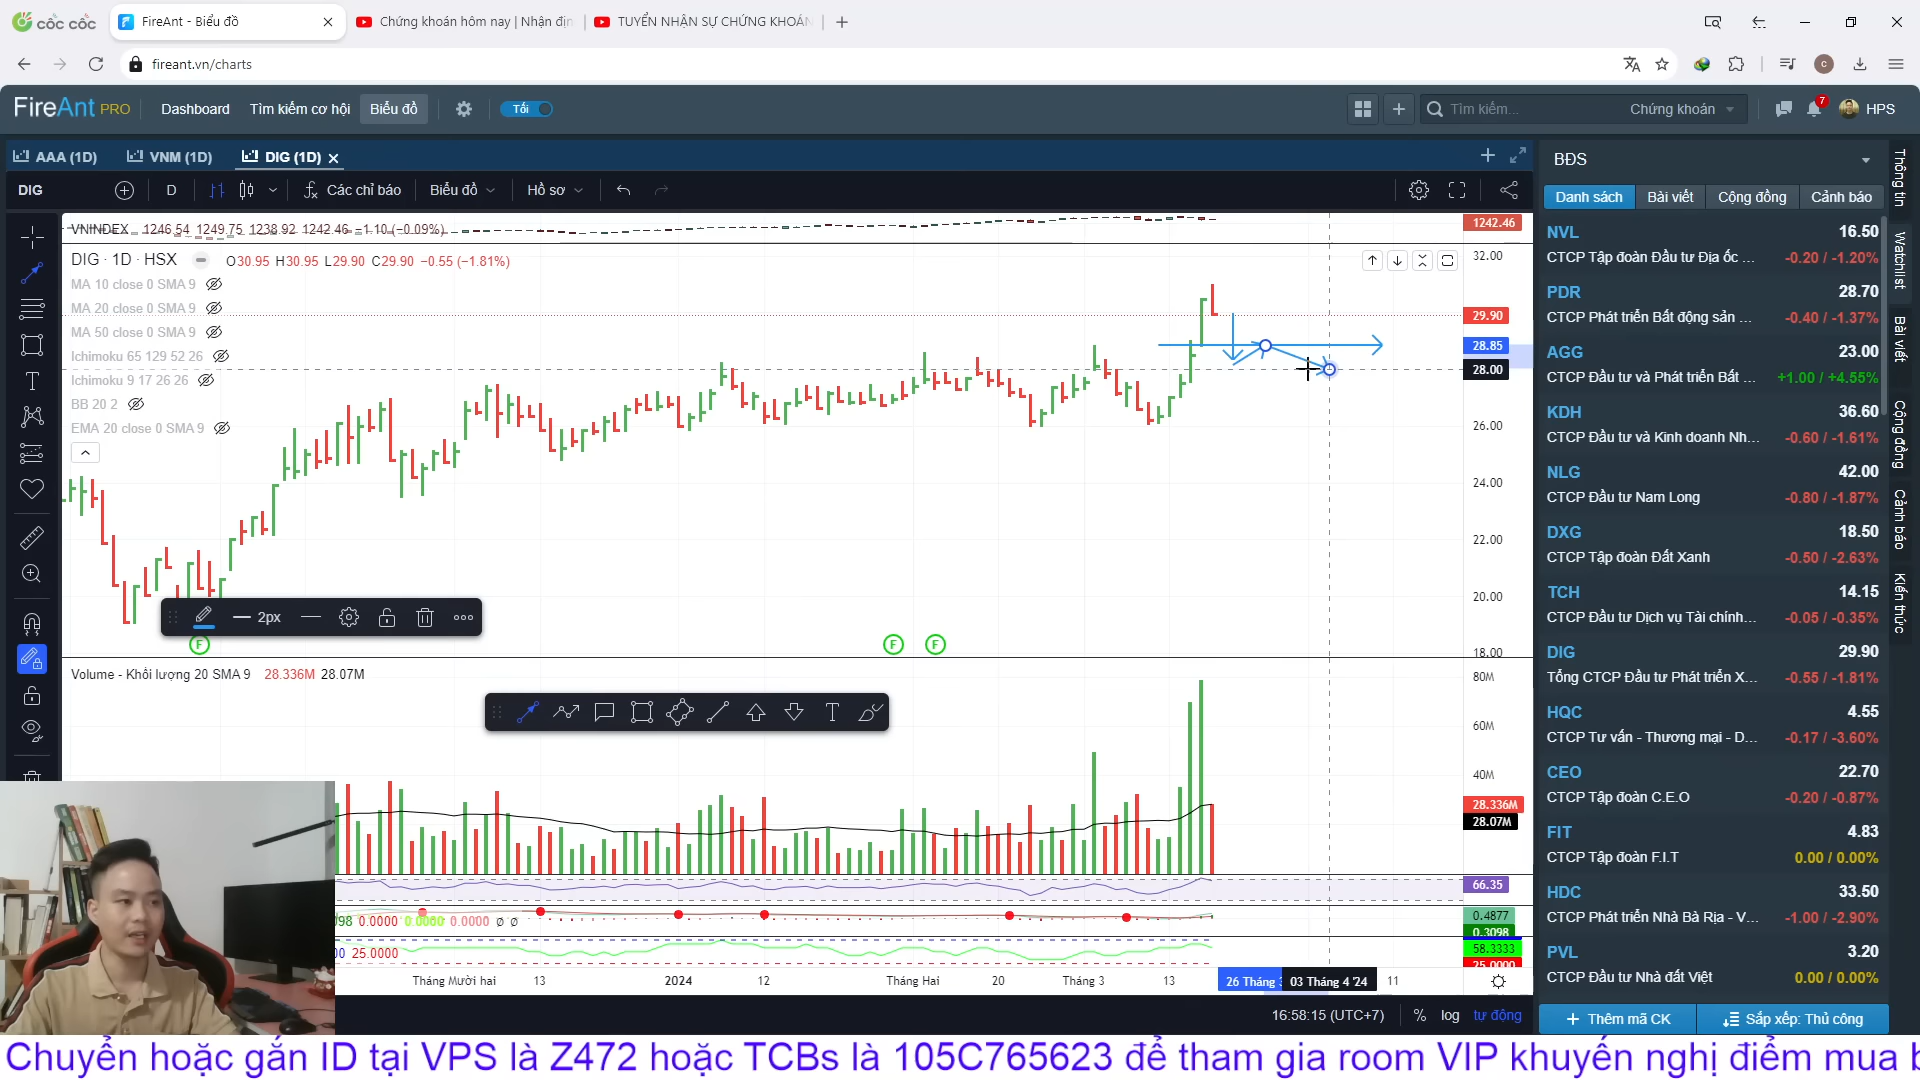 cốc cốc
FireAnt - Biểu đồ
Chứng khoán hôm nay | Nhận địn
TUYỂN NHÂN SỰ CHỨNG KHOÁN
fireant.vn/charts
FireAnt PRO
Dashboard
Tìm kiếm cơ hội
Biểu đồ
Tối
Tìm kiếm...
Chứng khoán
7
HPS
AAA (1D)
VNM (1D)
DIG (1D)
DIG
D
Các chỉ báo
Biểu đồ
Hồ sơ
VNINDEX 1246.54 1249.75 1238.92 1242.46 −1.10 (−0.09%)
1242.46
DIG · 1D · HSX
O30.95 H30.95 L29.90 C29.90 −0.55 (−1.81%)
MA 10 close 0 SMA 9
MA 20 close 0 SMA 9
MA 50 close 0 SMA 9
Ichimoku 65 129 52 26
Ichimoku 9 17 26 26
BB 20 2
EMA 20 close 0 SMA 9
32.00
29.90
28.85
28.00
26.00
24.00
22.00
20.00
18.00
2px
F
F
F
Volume - Khối lượng 20 SMA 9 28.336M 28.07M
80M
60M
40M
28.336M
28.07M
66.35
0.4877
0.3098
58.3333
25.0000
0.0000 0.0000 0.0000 ø ø
25.0000
Tháng Mười hai
13
2024
12
Tháng Hai
20
Tháng 3
13
26 Tháng
03 Tháng 4 '24
11
16:58:15 (UTC+7)
%
log
tự động
BĐS
Danh sách
Bài viết
Cộng đồng
Cảnh báo
NVL 16.50
CTCP Tập đoàn Đầu tư Địa ốc ... -0.20 / -1.20%
PDR 28.70
CTCP Phát triển Bất động sản ... -0.40 / -1.37%
AGG 23.00
CTCP Đầu tư và Phát triển Bất ... +1.00 / +4.55%
KDH 36.60
CTCP Đầu tư và Kinh doanh Nh... -0.60 / -1.61%
NLG 42.00
CTCP Đầu tư Nam Long -0.80 / -1.87%
DXG 18.50
CTCP Tập đoàn Đất Xanh -0.50 / -2.63%
TCH 14.15
CTCP Đầu tư Dịch vụ Tài chính... -0.05 / -0.35%
DIG 29.90
Tổng CTCP Đầu tư Phát triển X... -0.55 / -1.81%
HQC 4.55
CTCP Tư vấn - Thương mại - D... -0.17 / -3.60%
CEO 22.70
CTCP Tập đoàn C.E.O -0.20 / -0.87%
FIT 4.83
CTCP Tập đoàn F.I.T 0.00 / 0.00%
HDC 33.50
CTCP Phát triển Nhà Bà Rịa - V... -1.00 / -2.90%
PVL 3.20
CTCP Đầu tư Nhà đất Việt 0.00 / 0.00%
Thêm mã CK
Sắp xếp: Thủ công
Thông tin
Watchlist
Bài viết
Cộng đồng
Cảnh báo
Kiến thức
Chuyển hoặc gắn ID tại VPS là Z472 hoặc TCBs là 105C765623 để tham gia room VIP khuyến nghị điểm mua b